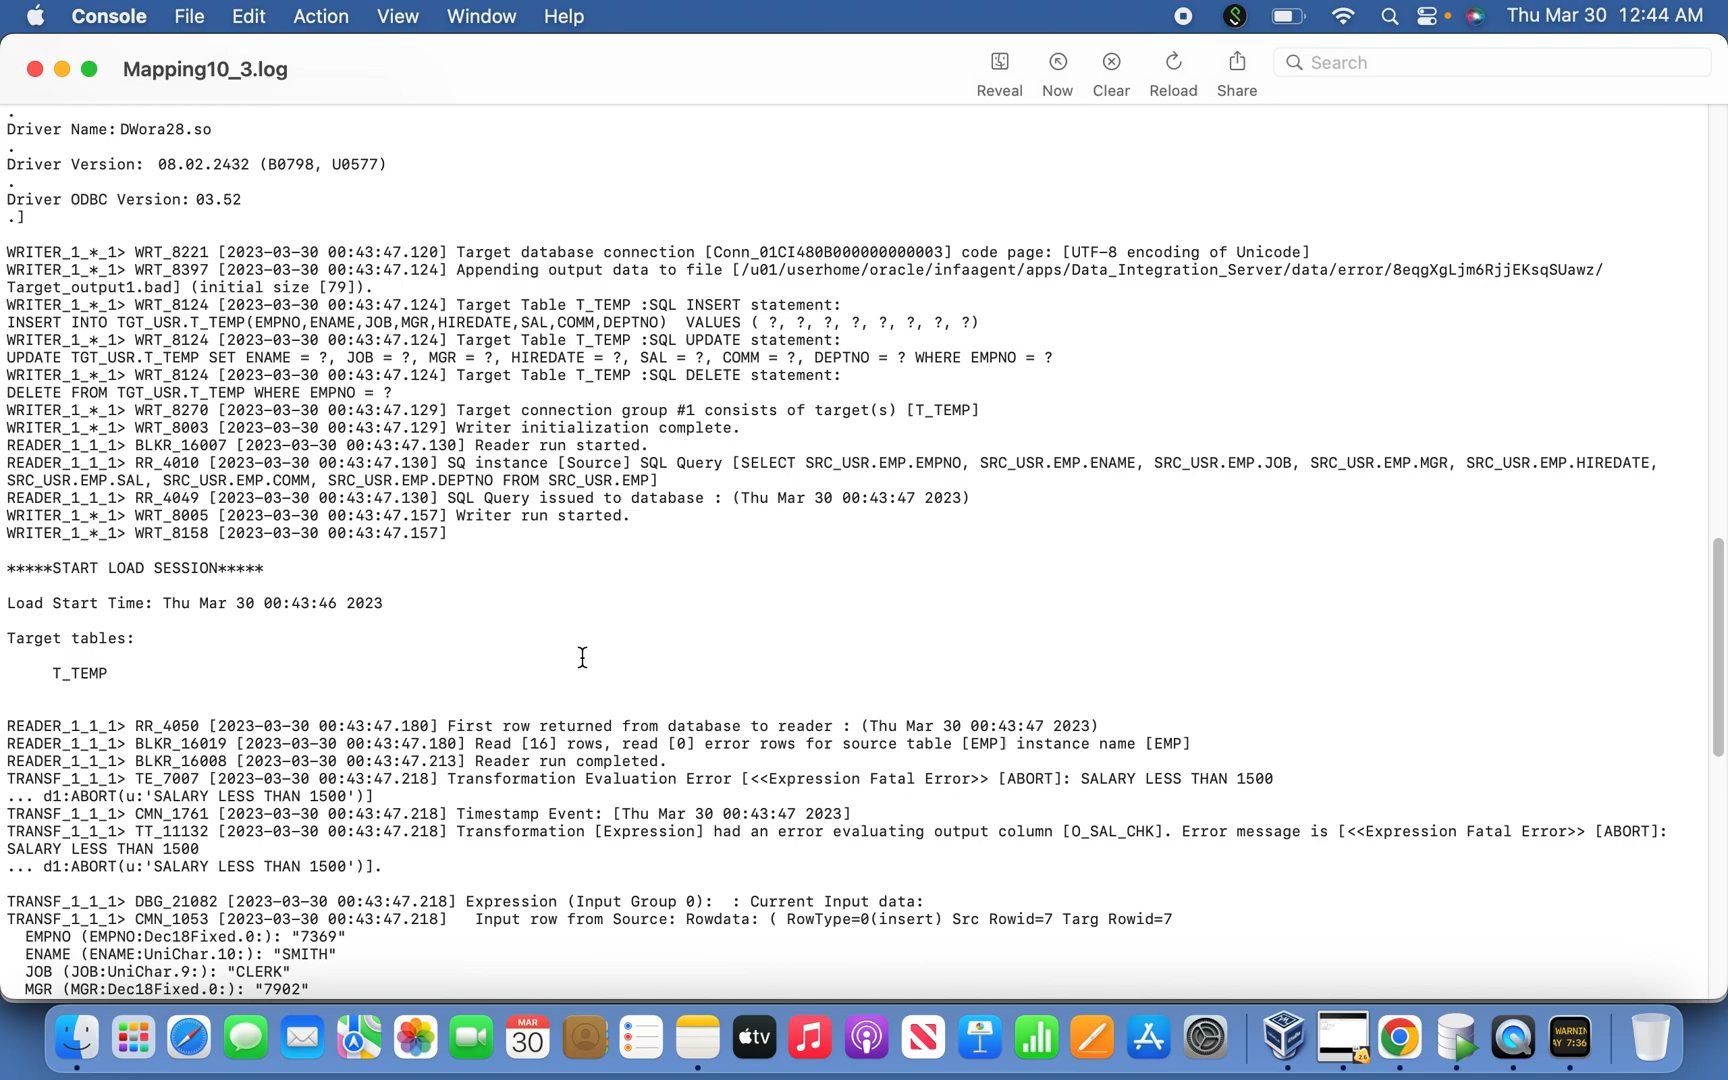 Console File Edit Action View Window Help Thu Mar 30 12:44 AM
Mapping10_3.log Reveal Now Clear Reload Share Search
.
Driver Name: DWora28.so
.
Driver Version: 08.02.2432 (B0798, U0577)
.
Driver ODBC Version: 03.52
.]
WRITER_1_*_1> WRT_8221 [2023-03-30 00:43:47.120] Target database connection [Conn_01CI480B000000000003] code page: [UTF-8 encoding of Unicode]
WRITER_1_*_1> WRT_8397 [2023-03-30 00:43:47.124] Appending output data to file [/u01/userhome/oracle/infaagent/apps/Data_Integration_Server/data/error/8eqgXgLjm6RjjEKsqSUawz/
Target_output1.bad] (initial size [79]).
WRITER_1_*_1> WRT_8124 [2023-03-30 00:43:47.124] Target Table T_TEMP :SQL INSERT statement:
INSERT INTO TGT_USR.T_TEMP(EMPNO,ENAME,JOB,MGR,HIREDATE,SAL,COMM,DEPTNO)  VALUES ( ?, ?, ?, ?, ?, ?, ?, ?)
WRITER_1_*_1> WRT_8124 [2023-03-30 00:43:47.124] Target Table T_TEMP :SQL UPDATE statement:
UPDATE TGT_USR.T_TEMP SET ENAME = ?, JOB = ?, MGR = ?, HIREDATE = ?, SAL = ?, COMM = ?, DEPTNO = ? WHERE EMPNO = ?
WRITER_1_*_1> WRT_8124 [2023-03-30 00:43:47.124] Target Table T_TEMP :SQL DELETE statement:
DELETE FROM TGT_USR.T_TEMP WHERE EMPNO = ?
WRITER_1_*_1> WRT_8270 [2023-03-30 00:43:47.129] Target connection group #1 consists of target(s) [T_TEMP]
WRITER_1_*_1> WRT_8003 [2023-03-30 00:43:47.129] Writer initialization complete.
READER_1_1_1> BLKR_16007 [2023-03-30 00:43:47.130] Reader run started.
READER_1_1_1> RR_4010 [2023-03-30 00:43:47.130] SQ instance [Source] SQL Query [SELECT SRC_USR.EMP.EMPNO, SRC_USR.EMP.ENAME, SRC_USR.EMP.JOB, SRC_USR.EMP.MGR, SRC_USR.EMP.HIREDATE,
SRC_USR.EMP.SAL, SRC_USR.EMP.COMM, SRC_USR.EMP.DEPTNO FROM SRC_USR.EMP]
READER_1_1_1> RR_4049 [2023-03-30 00:43:47.130] SQL Query issued to database : (Thu Mar 30 00:43:47 2023)
WRITER_1_*_1> WRT_8005 [2023-03-30 00:43:47.157] Writer run started.
WRITER_1_*_1> WRT_8158 [2023-03-30 00:43:47.157]
*****START LOAD SESSION*****
Load Start Time: Thu Mar 30 00:43:46 2023
Target tables:
T_TEMP
READER_1_1_1> RR_4050 [2023-03-30 00:43:47.180] First row returned from database to reader : (Thu Mar 30 00:43:47 2023)
READER_1_1_1> BLKR_16019 [2023-03-30 00:43:47.180] Read [16] rows, read [0] error rows for source table [EMP] instance name [EMP]
READER_1_1_1> BLKR_16008 [2023-03-30 00:43:47.213] Reader run completed.
TRANSF_1_1_1> TE_7007 [2023-03-30 00:43:47.218] Transformation Evaluation Error [<<Expression Fatal Error>> [ABORT]: SALARY LESS THAN 1500
... d1:ABORT(u:'SALARY LESS THAN 1500')]
TRANSF_1_1_1> CMN_1761 [2023-03-30 00:43:47.218] Timestamp Event: [Thu Mar 30 00:43:47 2023]
TRANSF_1_1_1> TT_11132 [2023-03-30 00:43:47.218] Transformation [Expression] had an error evaluating output column [O_SAL_CHK]. Error message is [<<Expression Fatal Error>> [ABORT]:
SALARY LESS THAN 1500
... d1:ABORT(u:'SALARY LESS THAN 1500')].
TRANSF_1_1_1> DBG_21082 [2023-03-30 00:43:47.218] Expression (Input Group 0):  : Current Input data:
TRANSF_1_1_1> CMN_1053 [2023-03-30 00:43:47.218]   Input row from Source: Rowdata: ( RowType=0(insert) Src Rowid=7 Targ Rowid=7
EMPNO (EMPNO:Dec18Fixed.0:): "7369"
ENAME (ENAME:UniChar.10:): "SMITH"
JOB (JOB:UniChar.9:): "CLERK"
MGR (MGR:Dec18Fixed.0:): "7902"
MAR
30
tv
2.6
WARNIN
AY 7:36